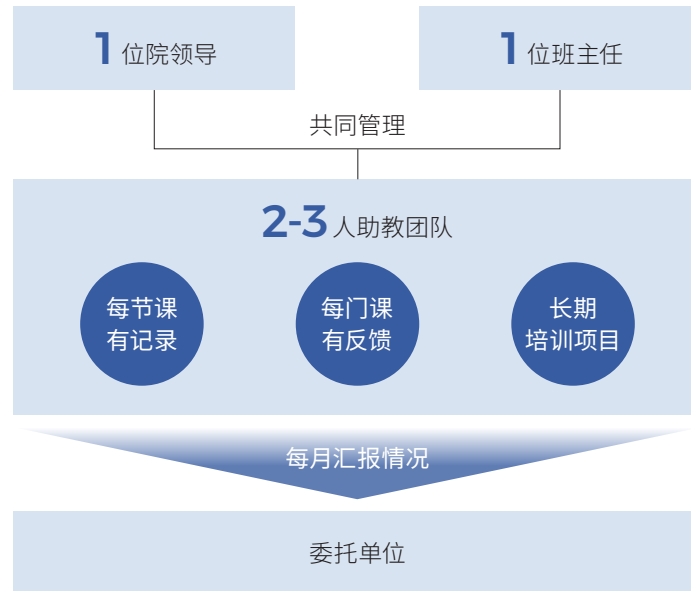 1 位院领导
1 位班主任
共同管理
2-3 人助教团队
每节课
有记录
每门课
有反馈
长期
培训项目
每月汇报情况
委托单位